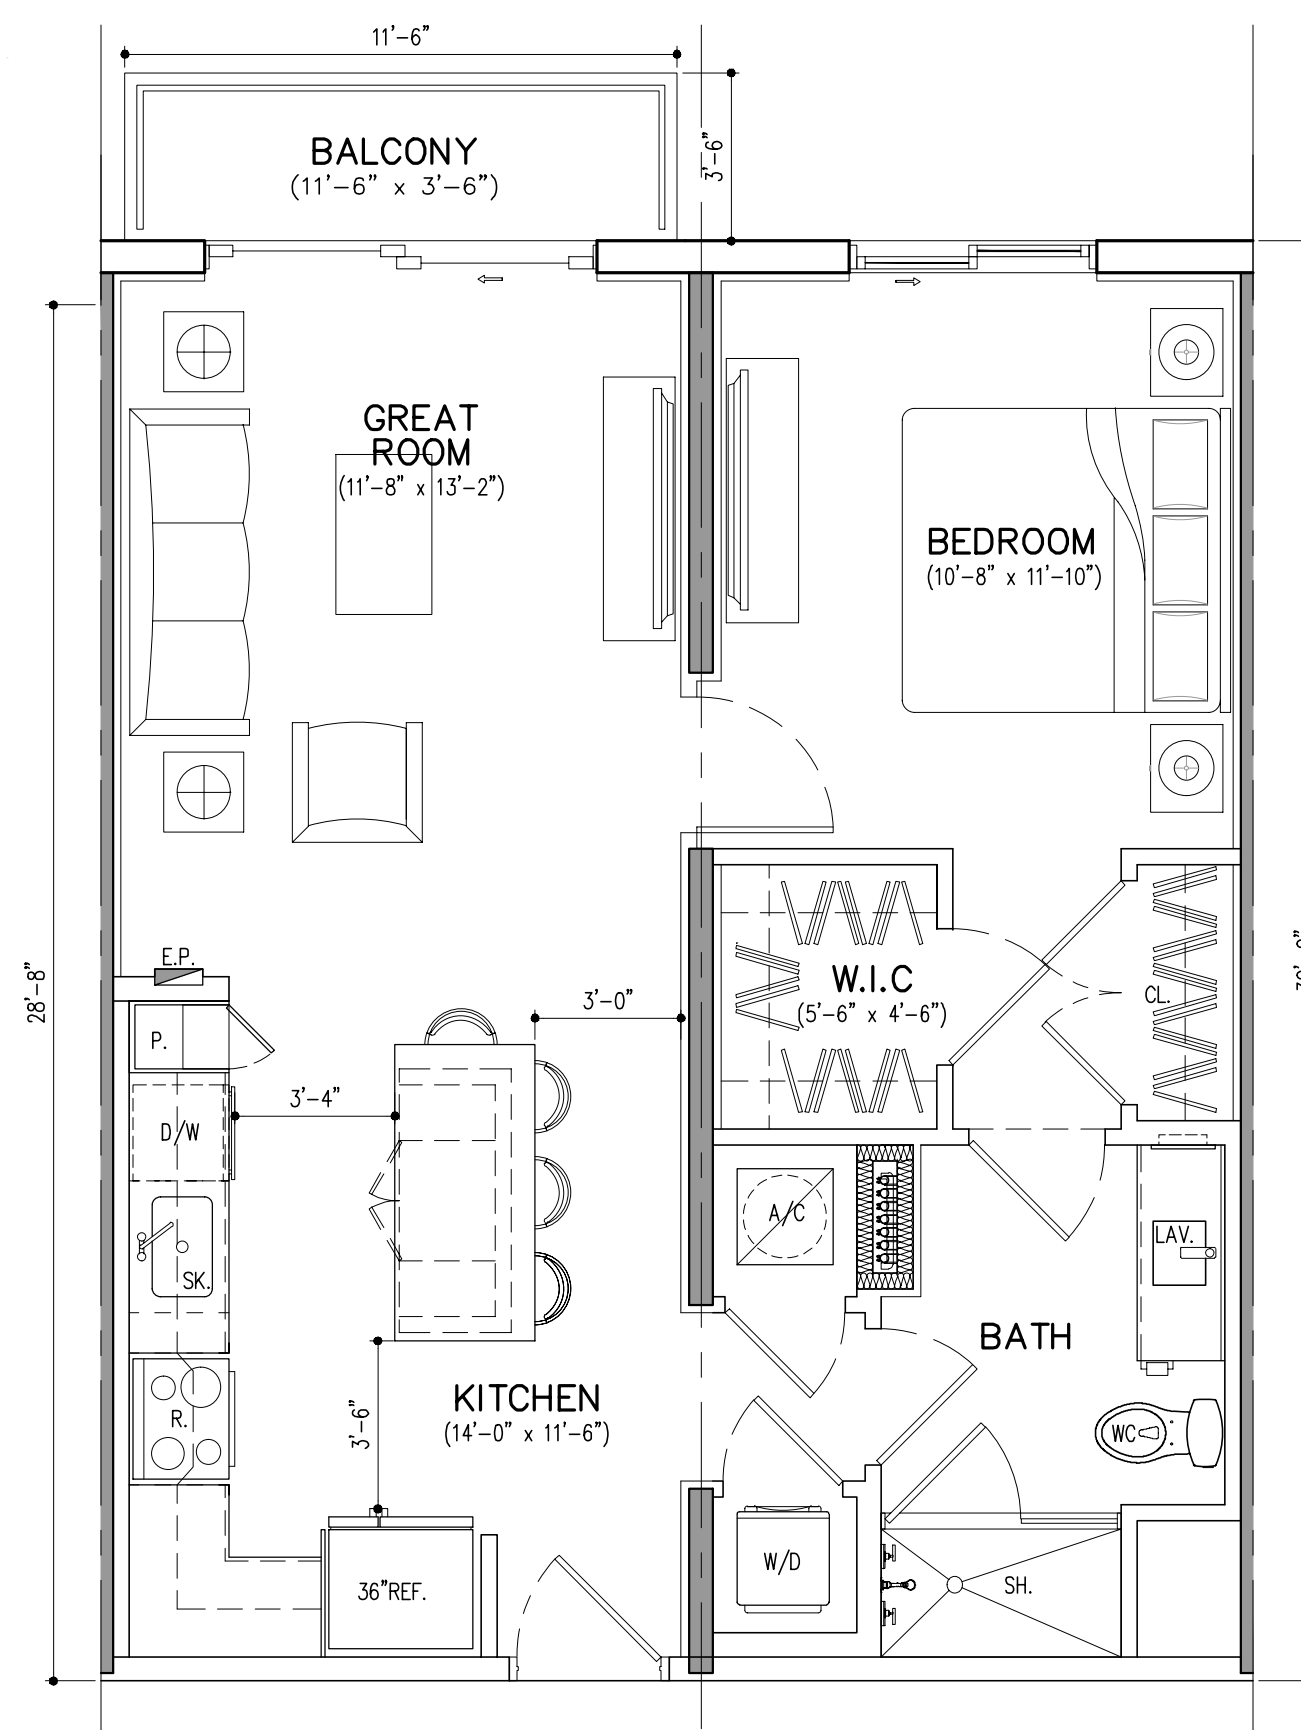 11'-6"
BALCONY
(11'-6" x 3'-6")
3'-6"
GREAT
ROOM
(11'-8" x 13'-2")
BEDROOM
(10'-8" x 11'-10")
28'-8"
E.P.
P.
3'-0"
W.I.C
(5'-6" x 4'-6")
CL.
3'-4"
D/W
A/C
LAV.
SK.
BATH
KITCHEN
(14'-0" x 11'-6")
3'-6"
R.
WC
W/D
SH.
36"REF.